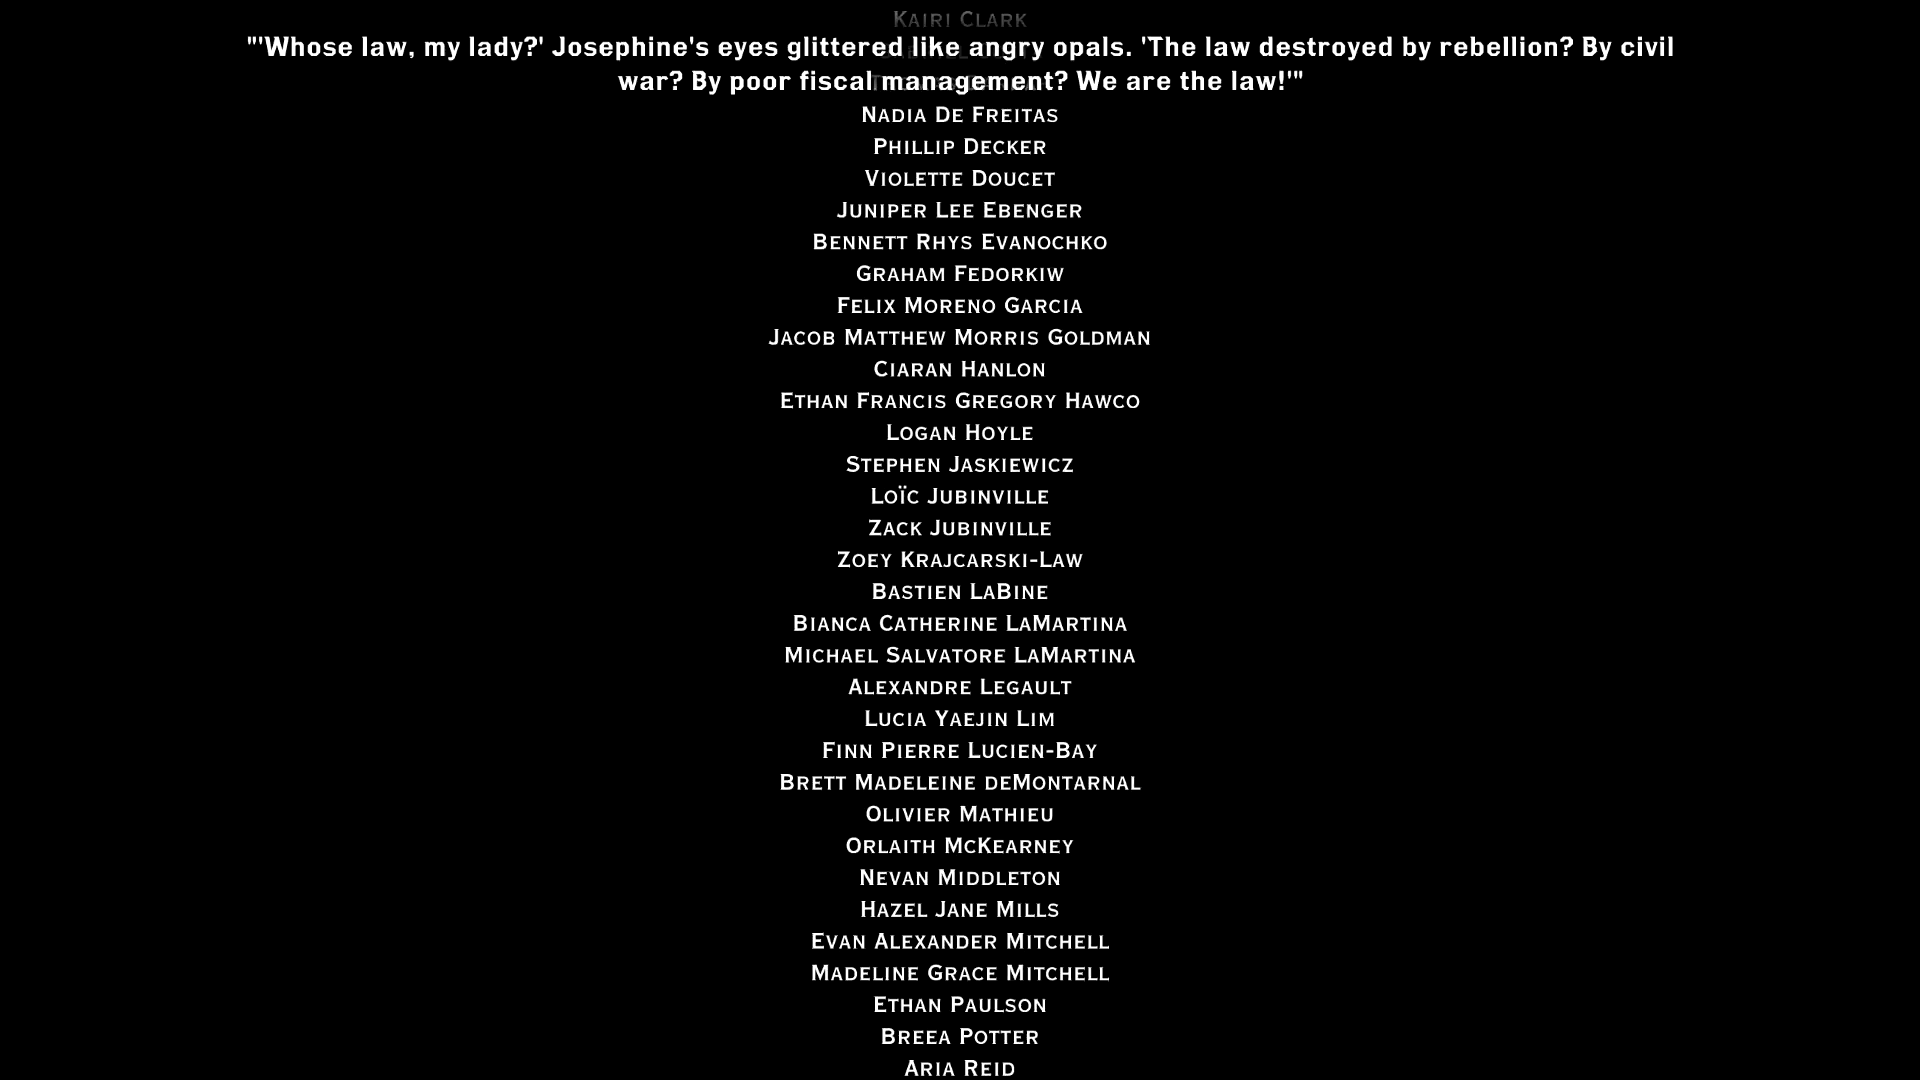 Kairi Clark
"'Whose law, my lady?' Josephine's eyes glittered like angry opals. 'The law destroyed by rebellion? By civil
war? By poor fiscal management? We are the law!'"
Nadia De Freitas
Phillip Decker
Violette Doucet
Juniper Lee Ebenger
Bennett Rhys Evanochko
Graham Fedorkiw
Felix Moreno Garcia
Jacob Matthew Morris Goldman
Ciaran Hanlon
Ethan Francis Gregory Hawco
Logan Hoyle
Stephen Jaskiewicz
Loïc Jubinville
Zack Jubinville
Zoey Krajcarski-Law
Bastien LaBine
Bianca Catherine LaMartina
Michael Salvatore LaMartina
Alexandre Legault
Lucia Yaejin Lim
Finn Pierre Lucien-Bay
Brett Madeleine deMontarnal
Olivier Mathieu
Orlaith McKearney
Nevan Middleton
Hazel Jane Mills
Evan Alexander Mitchell
Madeline Grace Mitchell
Ethan Paulson
Breea Potter
Aria Reid